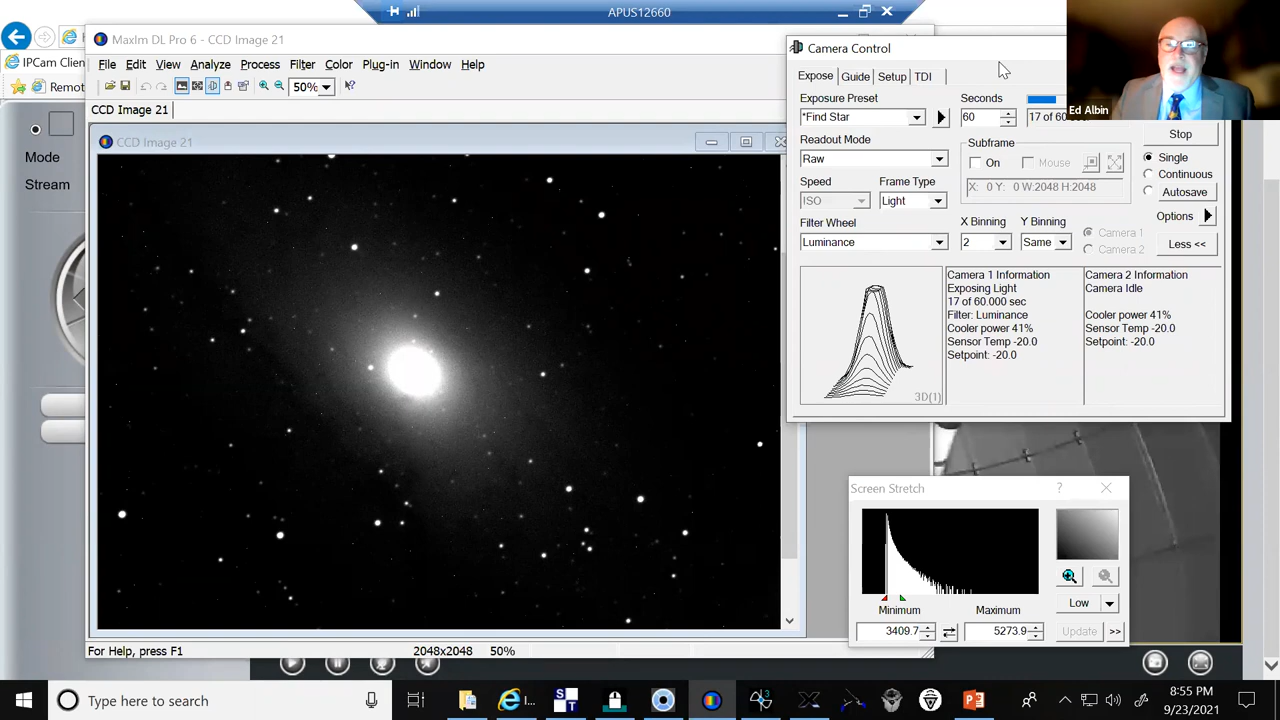 APUS12660
MaxIm DL Pro 6 - CCD Image 21
File Edit View Analyze Process Filter Color Plug-in Window Help
IPCam Clien
Remot
50%
CCD Image 21
CCD Image 21
Mode
Stream
Camera Control
Expose Guide Setup TDI
Exposure Preset
*Find Star
Seconds
60
17 of 60
Readout Mode
Raw
Subframe
On
Mouse
X: 0 Y: 0 W:2048 H:2048
Speed
ISO
Frame Type
Light
Filter Wheel
Luminance
X Binning
2
Y Binning
Same
Camera 1
Camera 2
Stop
Single
Continuous
Autosave
Options
Less <<
3D(1)
Camera 1 Information
Exposing Light
17 of 60.000 sec
Filter: Luminance
Cooler power 41%
Sensor Temp -20.0
Setpoint: -20.0
Camera 2 Information
Camera Idle
Cooler power 41%
Sensor Temp -20.0
Setpoint: -20.0
Ed Albin
Screen Stretch
?
Low
Minimum
Maximum
3409.7
5273.9
Update
>>
For Help, press F1
2048x2048
50%
Type here to search
8:55 PM
9/23/2021